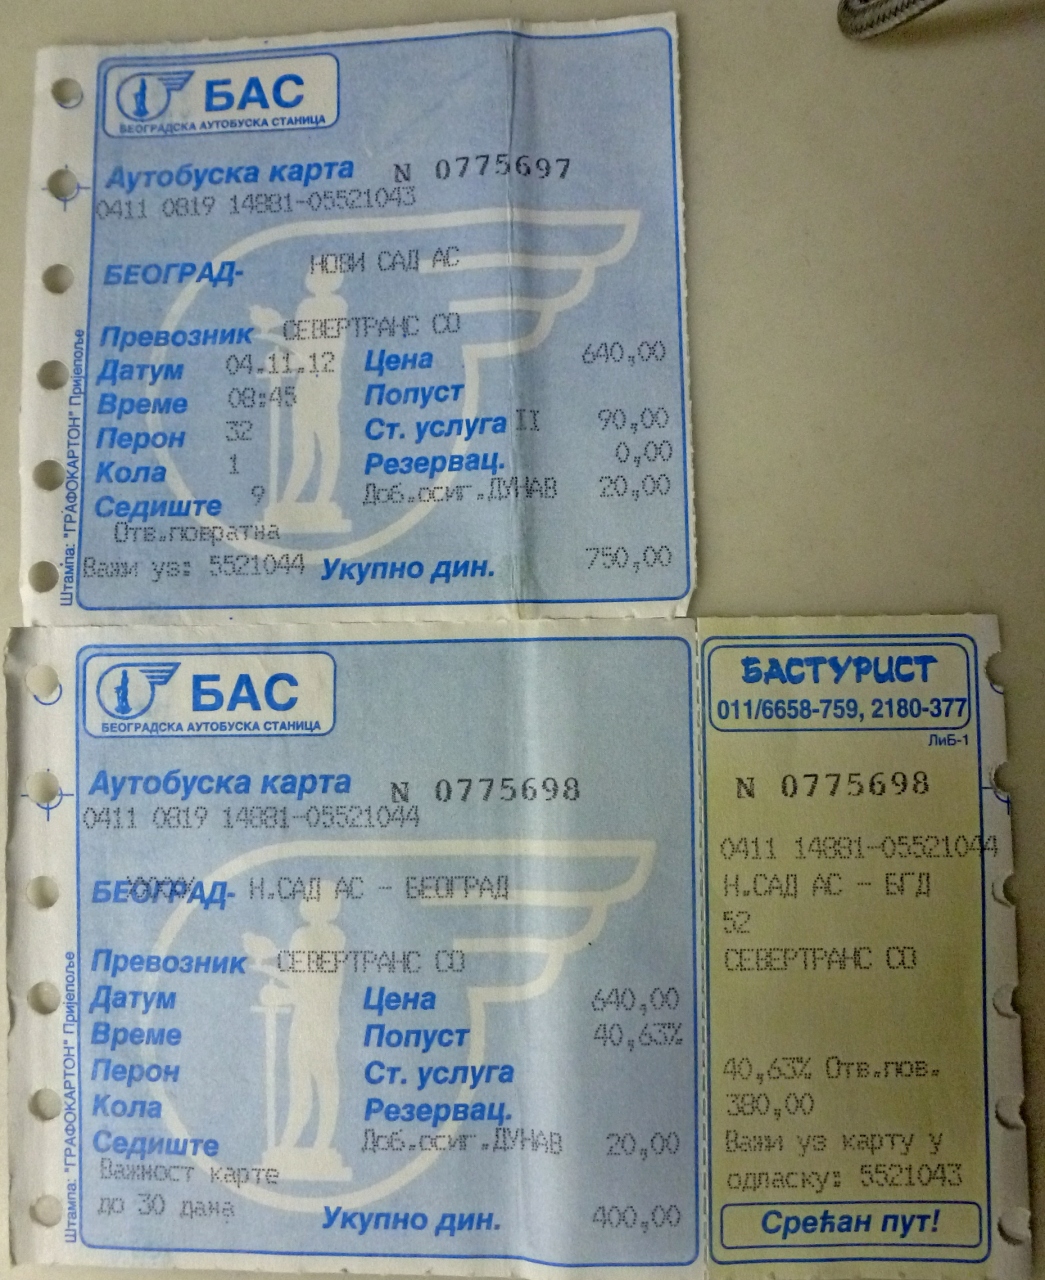 БАС
БЕОГРАДСКА АУТОБУСКА СТАНИЦА
Аутобуска карта N 0775697
0411 0819 14881-05521043
БЕОГРАД- НОВИ САД АС
Превозник СЕВЕРТРАНС СО
Датум 04.11.12 Цена 640,00
Време 08:45 Попуст
Перон 32 Ст. услуга II 90,00
Кола 1 Резервац. 0,00
Седиште 9 Доб.осиг.ДУНАВ 20,00
Отв.повратна
Важи уз: 5521044 Укупно дин. 750,00
Штампа: "ГРАФОКАРТОН" Пријепоље
БАС
БЕОГРАДСКА АУТОБУСКА СТАНИЦА
Аутобуска карта N 0775698
0411 0819 14881-05521044
БЕОГРАД- Н.САД АС - БЕОГРАД
Превозник СЕВЕРТРАНС СО
Датум Цена 640,00
Време Попуст 40,63%
Перон Ст. услуга
Кола Резервац.
Седиште Доб.осиг.ДУНАВ 20,00
Важност карте
до 30 дана
Укупно дин. 400,00
Штампа: "ГРАФОКАРТОН" Пријепоље
БАСТУРИСТ
011/6658-759, 2180-377
ЛиБ-1
N 0775698
0411 14881-05521044
Н.САД АС - БГД
52
СЕВЕРТРАНС СО
40,63% Отв.пов.
380,00
Важи уз карту у
одласку: 5521043
Срећан пут!